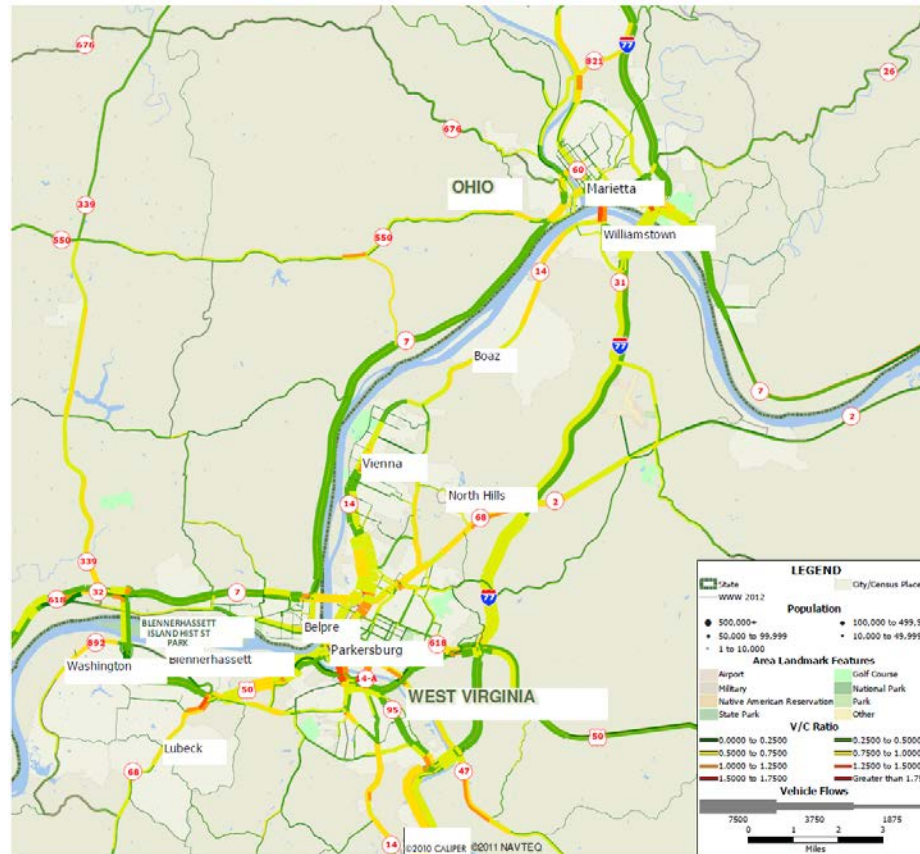 676
77
821
26
676
60
OHIO
Marietta
339
Williamstown
550
550
14
31
7
77
Boaz
7
2
Vienna
North Hills
14
2
68
339
77
618
32
7
BLENNERHASSETT
ISLAND HIST ST
PARK
Belpre
892
618
Washington
Blennerhassett
Parkersburg
14-A
50
WEST VIRGINIA
95
50
Lubeck
68
47
14
©2010 CALIPER ©2011 NAVTEQ
LEGEND
State
City/Census Place
WWW 2012
Population
500,000+
100,000 to 499,9
50,000 to 99,999
10,000 to 49,999
1 to 10,000
Area Landmark Features
Airport
Golf Course
Military
National Park
Native American Reservation
Park
State Park
Other
V/C Ratio
0.0000 to 0.2500
0.2500 to 0.5000
0.5000 to 0.7500
0.7500 to 1.0000
1.0000 to 1.2500
1.2500 to 1.5000
1.5000 to 1.7500
Greater than 1.75
Vehicle Flows
7500 3750 1875
0 1 2 3
Miles